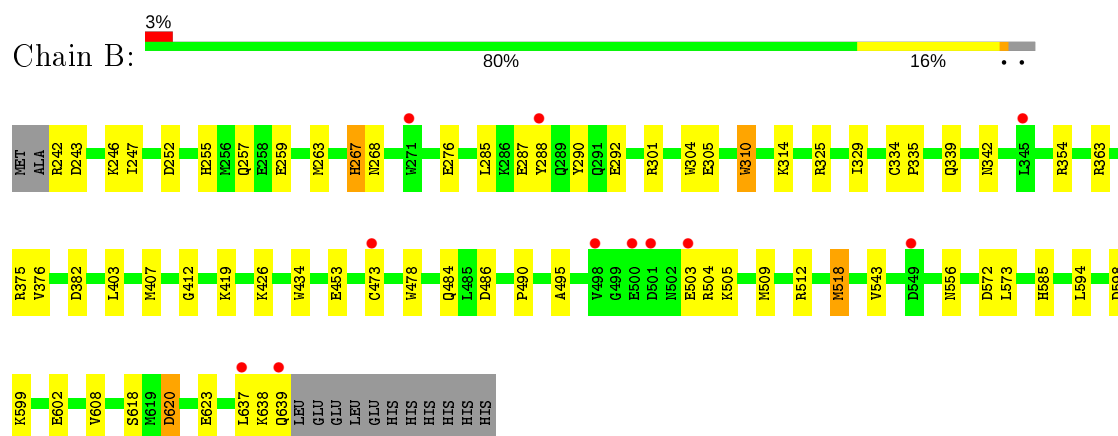 3%
Chain B:
80% 16% • •
MET ALA R242 D243 K246 I247 D252 H255 M256 Q257 E258 E259 M263 H267 N268 W271 E276 L285 K286 E287 Y288 Q289 Y290 Q291 E292 R301 W304 E305 W310 K314 R325 I329 C334 P335 Q339 N342 L345 R354 R363
R375 V376 D382 L403 M407 G412 K419 K426 W434 E453 C473 W478 Q484 L485 D486 P490 A495 V498 G499 E500 D501 N502 E503 R504 K505 M509 R512 M518 V543 D549 N556 D572 L573 H585 L594 D598
K599 E602 V608 S618 M619 D620 E623 L637 K638 Q639 LEU GLU GLU LEU GLU HIS HIS HIS HIS HIS HIS